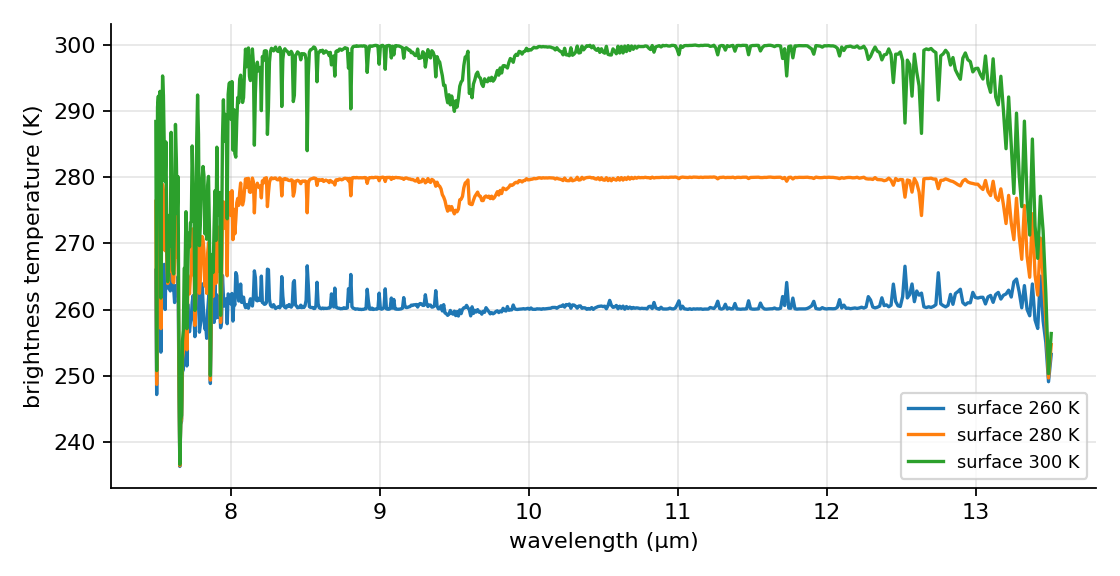 brightness temperature (K)
300
290
280
270
260
250
240
8
9
10
11
12
13
wavelength (μm)
surface 260 K
surface 280 K
surface 300 K